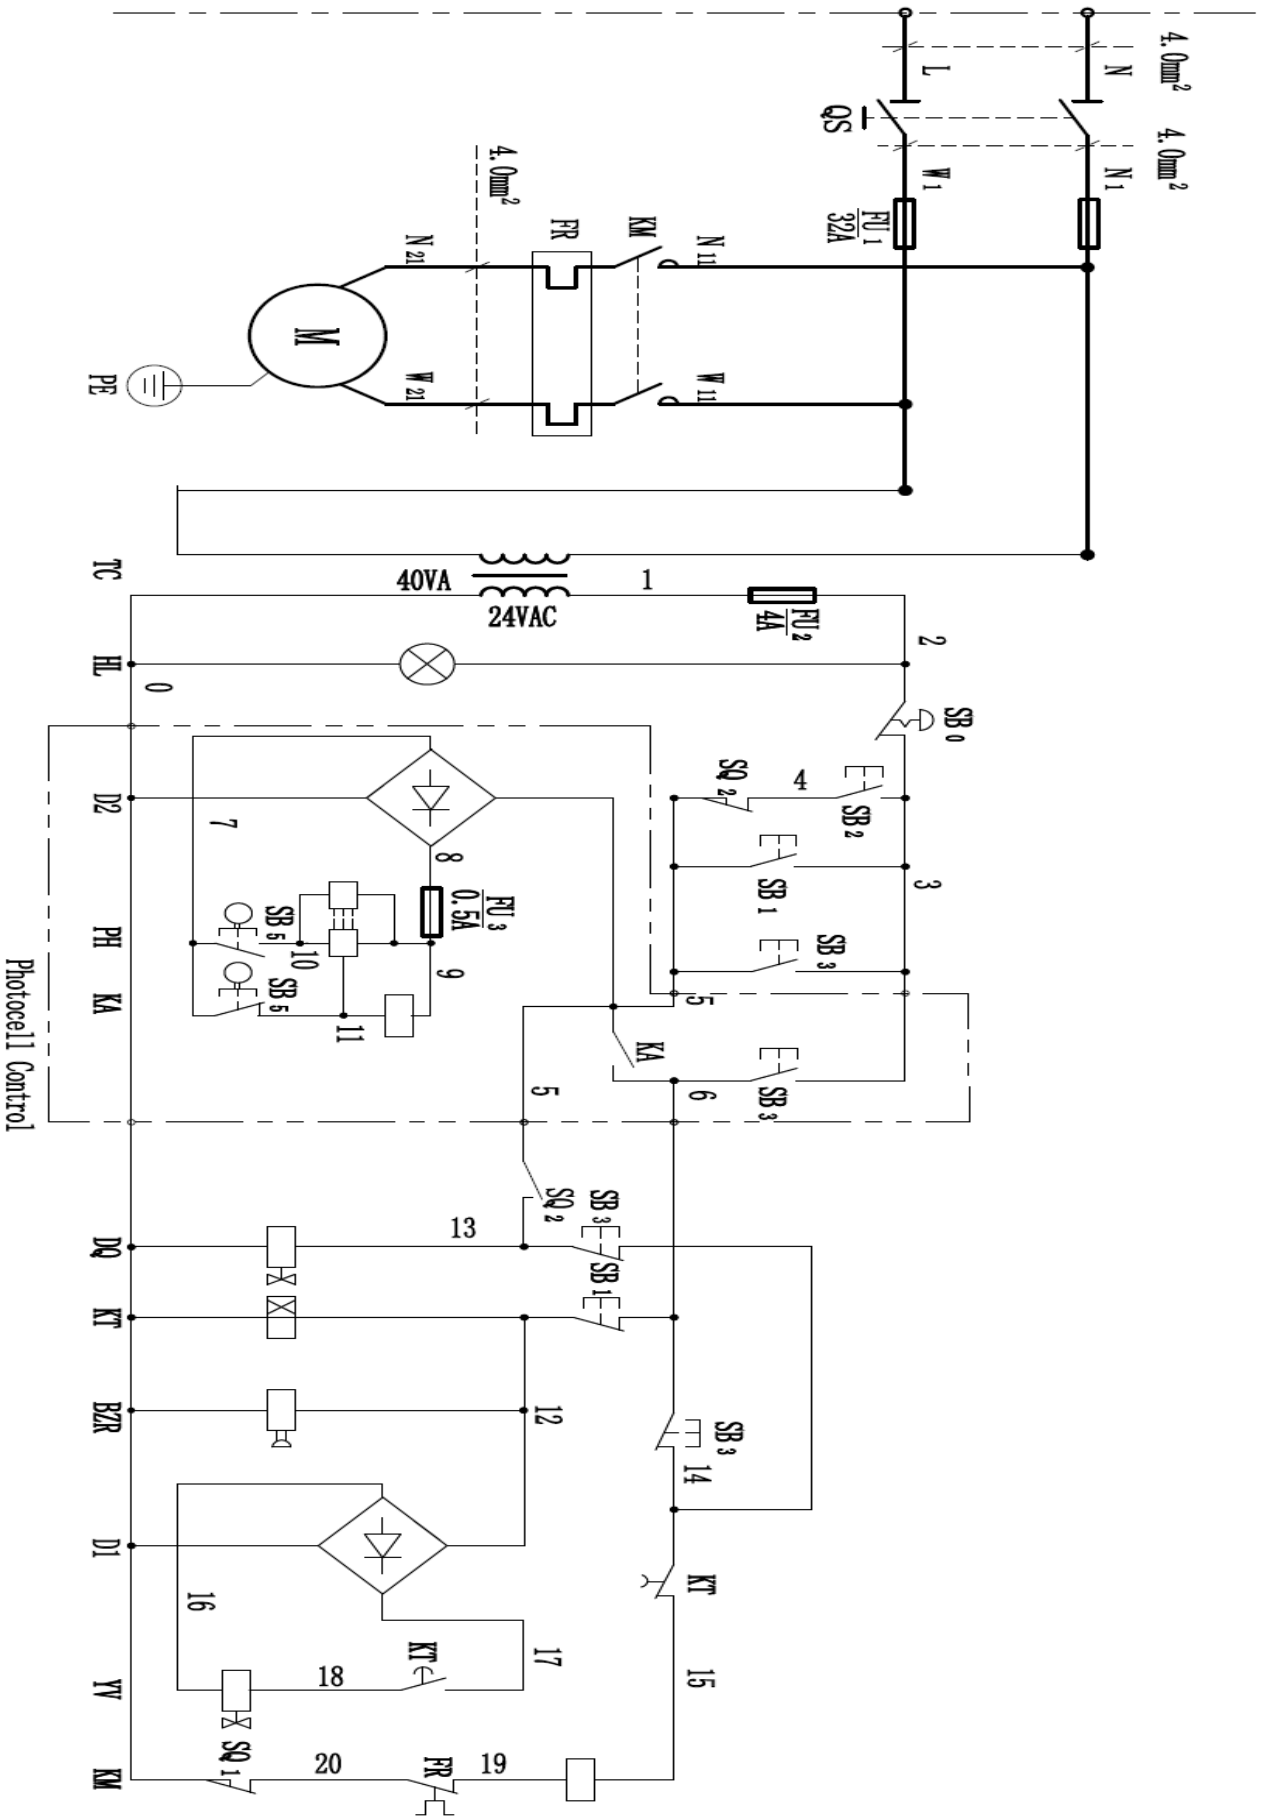 N
4.0mm²
L
QS
4.0mm²
N1
W1
FU1
32A
N11
KM
FR
4.0mm²
N21
W11
W21
M
PE
TC
40VA
24VAC
1
FU2
4A
2
HL
0
SB0
SQ2
4
SB2
3
SB1
SB3
5
D2
7
8
FU3
0.5A
9
PH
SB5
10
KA
SB5
11
KA
6
SB3
5
Photocell Control
SQ2
SB3
13
DQ
SB1
KT
BZR
12
SB3
14
D1
16
KT
17
KT
15
18
YV
SQ1
20
FR
19
KM